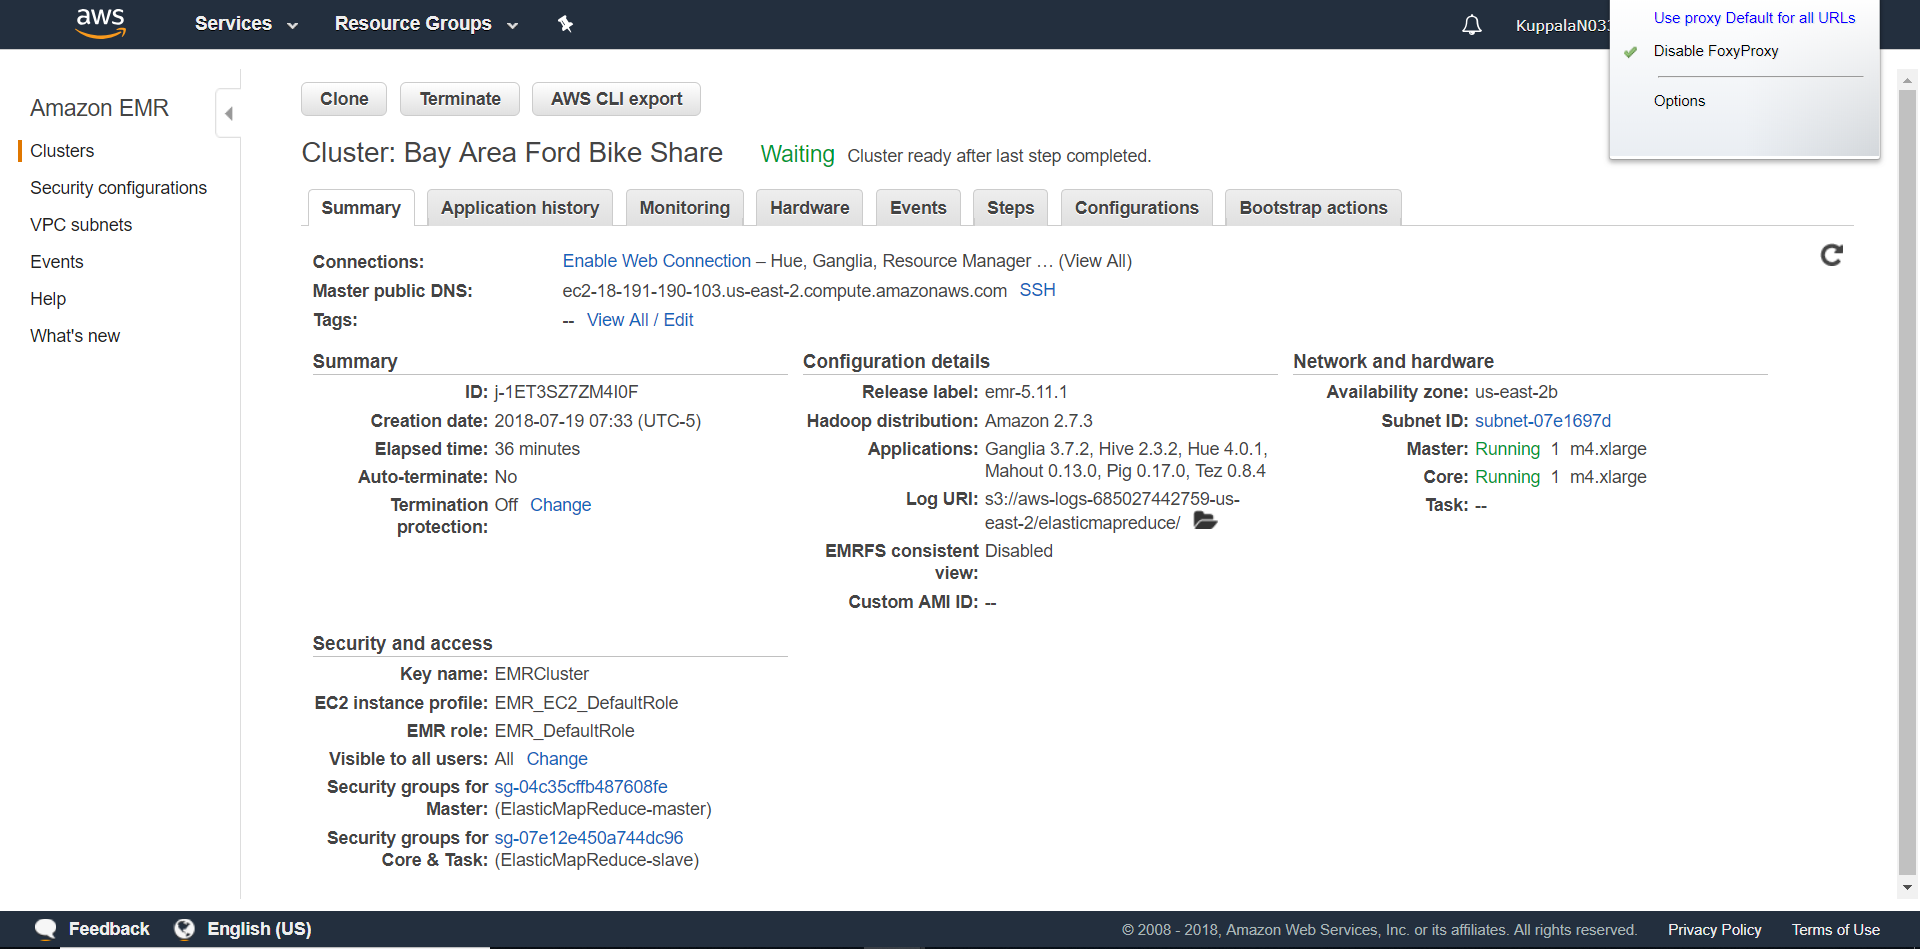 aws
Services
Resource Groups
KuppalaN033
Use proxy Default for all URLs
Disable FoxyProxy
Options
Amazon EMR
Clusters
Security configurations
VPC subnets
Events
Help
What's new
Clone
Terminate
AWS CLI export
Cluster: Bay Area Ford Bike Share Waiting Cluster ready after last step completed.
Summary
Application history
Monitoring
Hardware
Events
Steps
Configurations
Bootstrap actions
Connections: Enable Web Connection – Hue, Ganglia, Resource Manager … (View All)
Master public DNS: ec2-18-191-190-103.us-east-2.compute.amazonaws.com SSH
Tags: -- View All / Edit
Summary
ID: j-1ET3SZ7ZM4I0F
Creation date: 2018-07-19 07:33 (UTC-5)
Elapsed time: 36 minutes
Auto-terminate: No
Termination Off Change
protection:
Configuration details
Release label: emr-5.11.1
Hadoop distribution: Amazon 2.7.3
Applications: Ganglia 3.7.2, Hive 2.3.2, Hue 4.0.1,
Mahout 0.13.0, Pig 0.17.0, Tez 0.8.4
Log URI: s3://aws-logs-685027442759-us-
east-2/elasticmapreduce/
EMRFS consistent Disabled
view:
Custom AMI ID: --
Network and hardware
Availability zone: us-east-2b
Subnet ID: subnet-07e1697d
Master: Running 1 m4.xlarge
Core: Running 1 m4.xlarge
Task: --
Security and access
Key name: EMRCluster
EC2 instance profile: EMR_EC2_DefaultRole
EMR role: EMR_DefaultRole
Visible to all users: All Change
Security groups for sg-04c35cffb487608fe
Master: (ElasticMapReduce-master)
Security groups for sg-07e12e450a744dc96
Core & Task: (ElasticMapReduce-slave)
Feedback
English (US)
© 2008 - 2018, Amazon Web Services, Inc. or its affiliates. All rights reserved.
Privacy Policy
Terms of Use